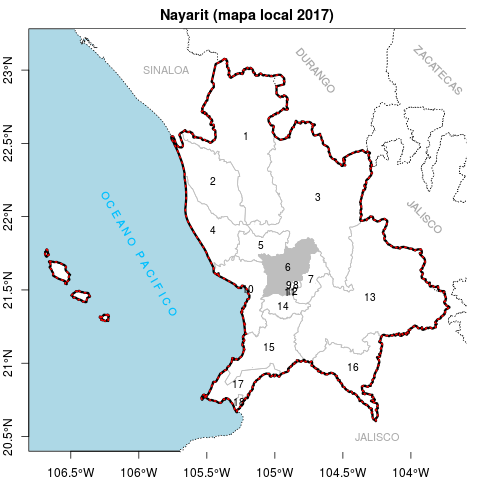 Nayarit (mapa local 2017)
SINALOA
DURANGO
ZACATECAS
JALISCO
OCEANO PACIFICO
1
2
3
4
5
6
7
9
8
12
10
13
14
15
16
17
18
JALISCO
23°N
22.5°N
22°N
21.5°N
21°N
20.5°N
106.5°W
106°W
105.5°W
105°W
104.5°W
104°W